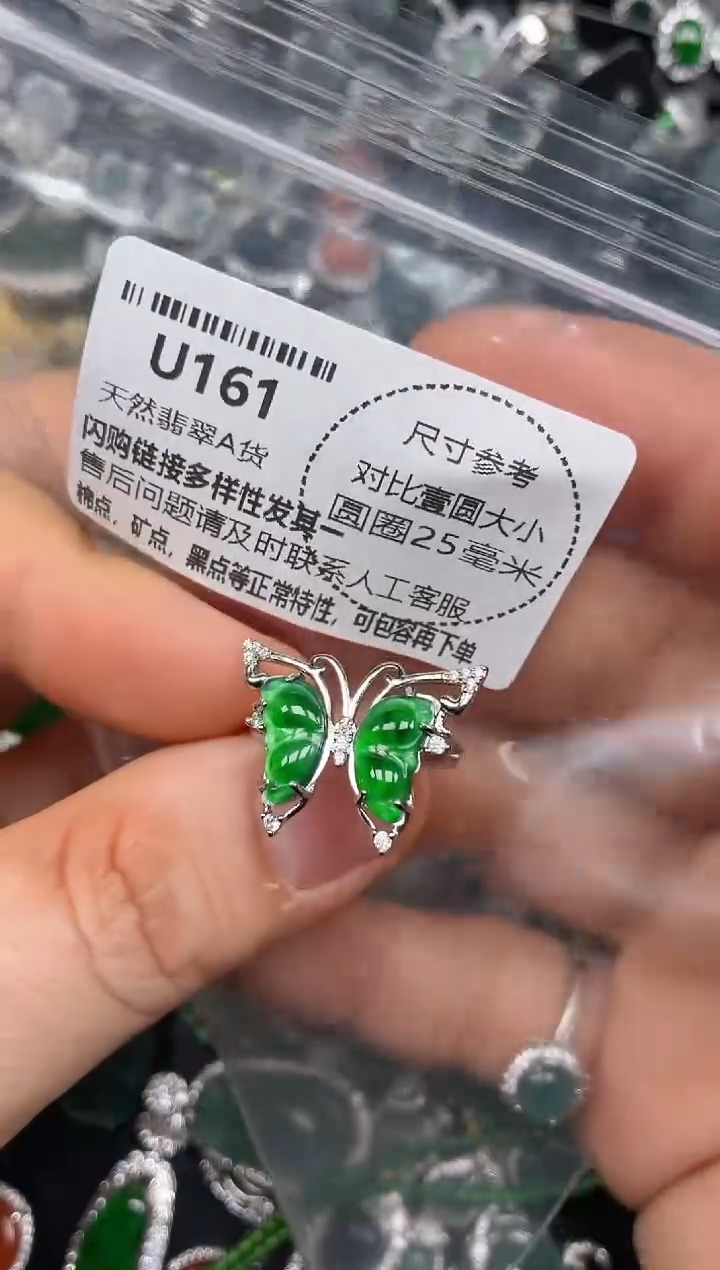 U161
天然翡翠A货
闪购链接多样性发其一
售后问题请及时联系人工客服
棉点，矿点，黑点等正常特性，可包容再下单
尺寸参考
对比壹圆大小
圆圈25毫米